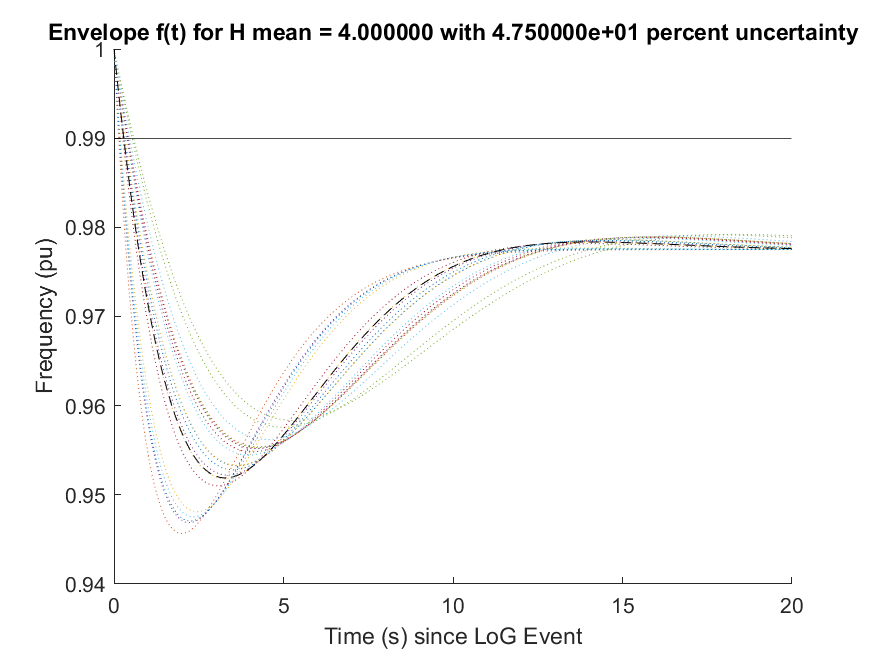 Envelope f(t) for H mean = 4.000000 with 4.750000e+01 percent uncertainty
1
0.99
0.98
0.97
0.96
0.95
0.94
Frequency (pu)
0 5 10 15 20
Time (s) since LoG Event